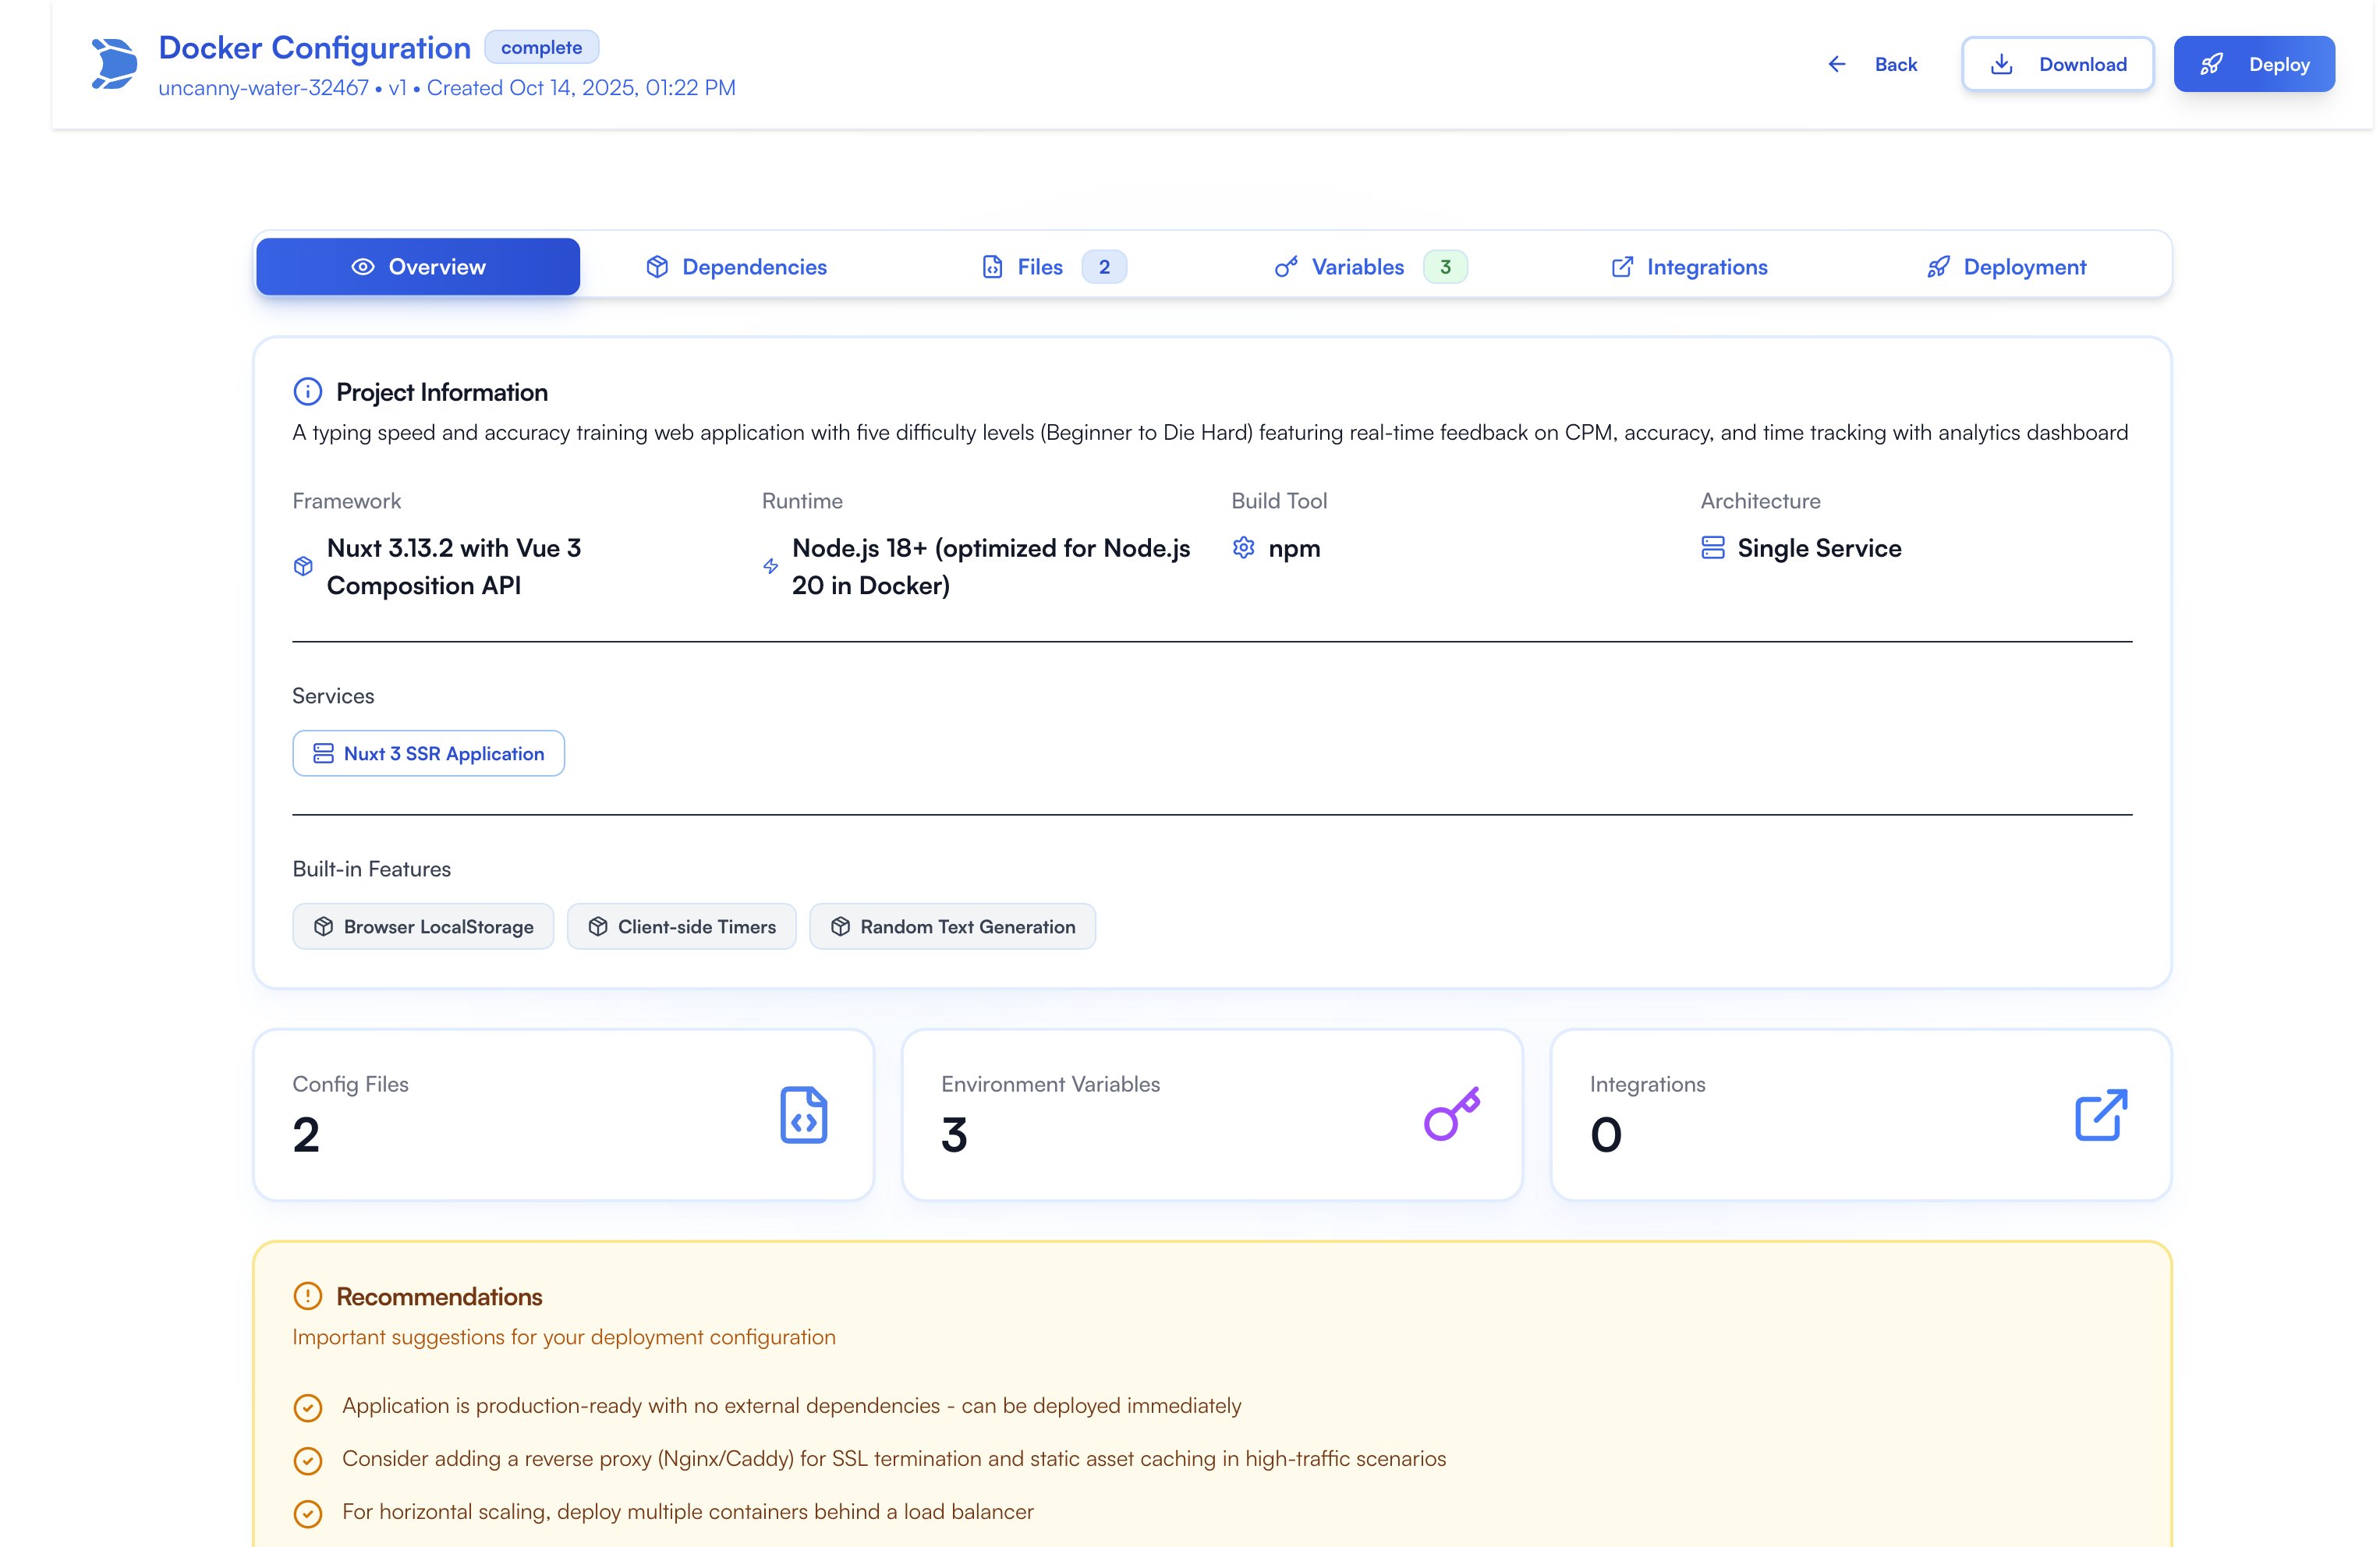 Docker Configuration
complete
uncanny-water-32467 • v1 • Created Oct 14, 2025, 01:22 PM
Back
Download
Deploy
Overview
Dependencies
Files
2
Variables
3
Integrations
Deployment
Project Information
A typing speed and accuracy training web application with five difficulty levels (Beginner to Die Hard) featuring real-time feedback on CPM, accuracy, and time tracking with analytics dashboard
Framework
Nuxt 3.13.2 with Vue 3
Composition API
Runtime
Node.js 18+ (optimized for Node.js
20 in Docker)
Build Tool
npm
Architecture
Single Service
Services
Nuxt 3 SSR Application
Built-in Features
Browser LocalStorage
Client-side Timers
Random Text Generation
Config Files
2
Environment Variables
3
Integrations
0
Recommendations
Important suggestions for your deployment configuration
Application is production-ready with no external dependencies - can be deployed immediately
Consider adding a reverse proxy (Nginx/Caddy) for SSL termination and static asset caching in high-traffic scenarios
For horizontal scaling, deploy multiple containers behind a load balancer